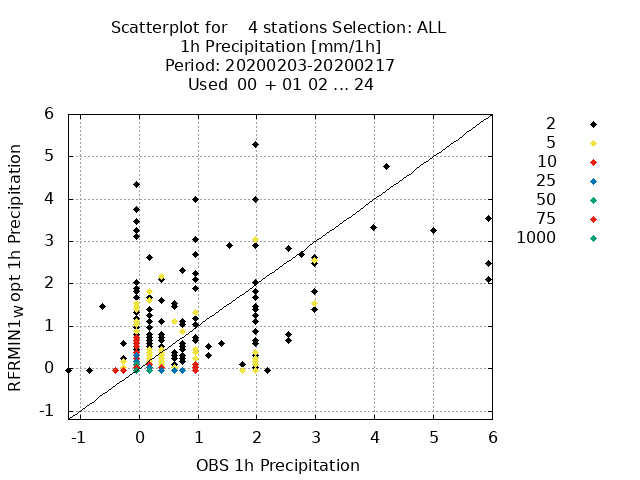 Scatterplot for    4 stations Selection: ALL
1h Precipitation [mm/1h]
Period: 20200203-20200217
Used  00  + 01 02 ... 24
RFRMIN1w opt 1h Precipitation
6
5
4
3
2
1
0
-1
-1 0 1 2 3 4 5 6
OBS 1h Precipitation
2
5
10
25
50
75
1000